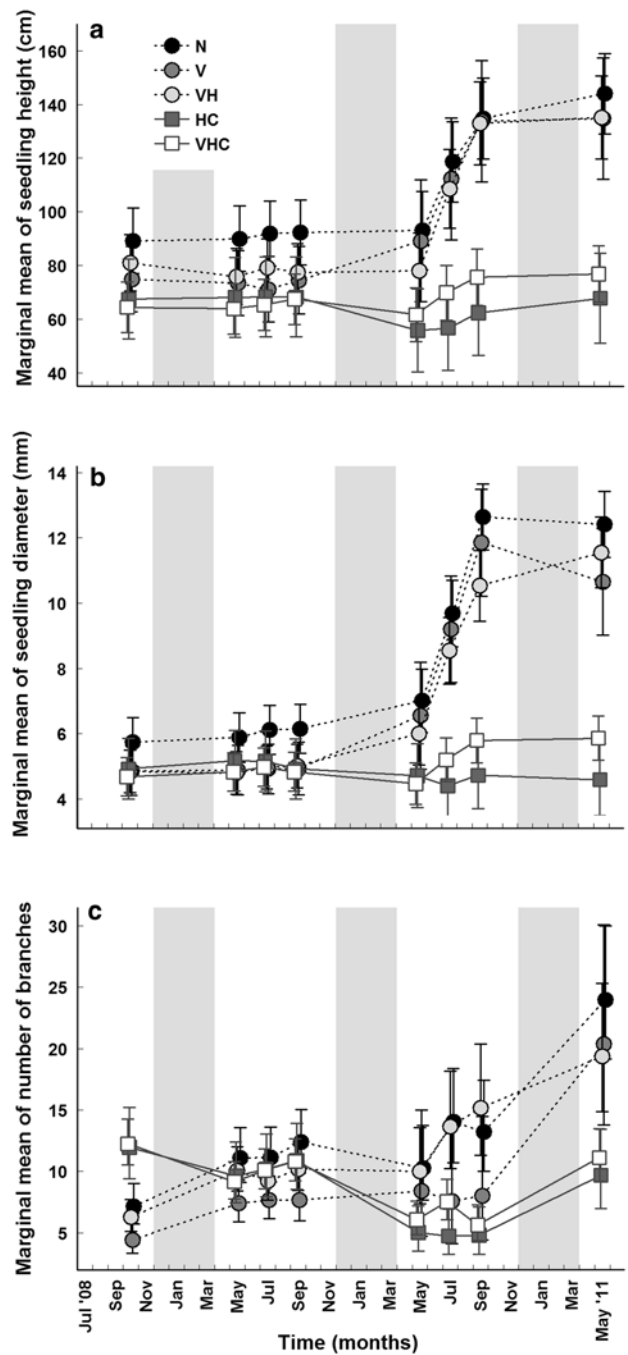 a
N
V
VH
HC
VHC
Marginal mean of seedling height (cm)
160
140
120
100
80
60
40
b
Marginal mean of seedling diameter (mm)
14
12
10
8
6
4
c
Marginal mean of number of branches
30
25
20
15
10
5
Jul '08
Sep
Nov
Jan
Mar
May
Jul
Sep
Nov
Jan
Mar
May
Jul
Sep
Nov
Jan
Mar
May '11
Time (months)